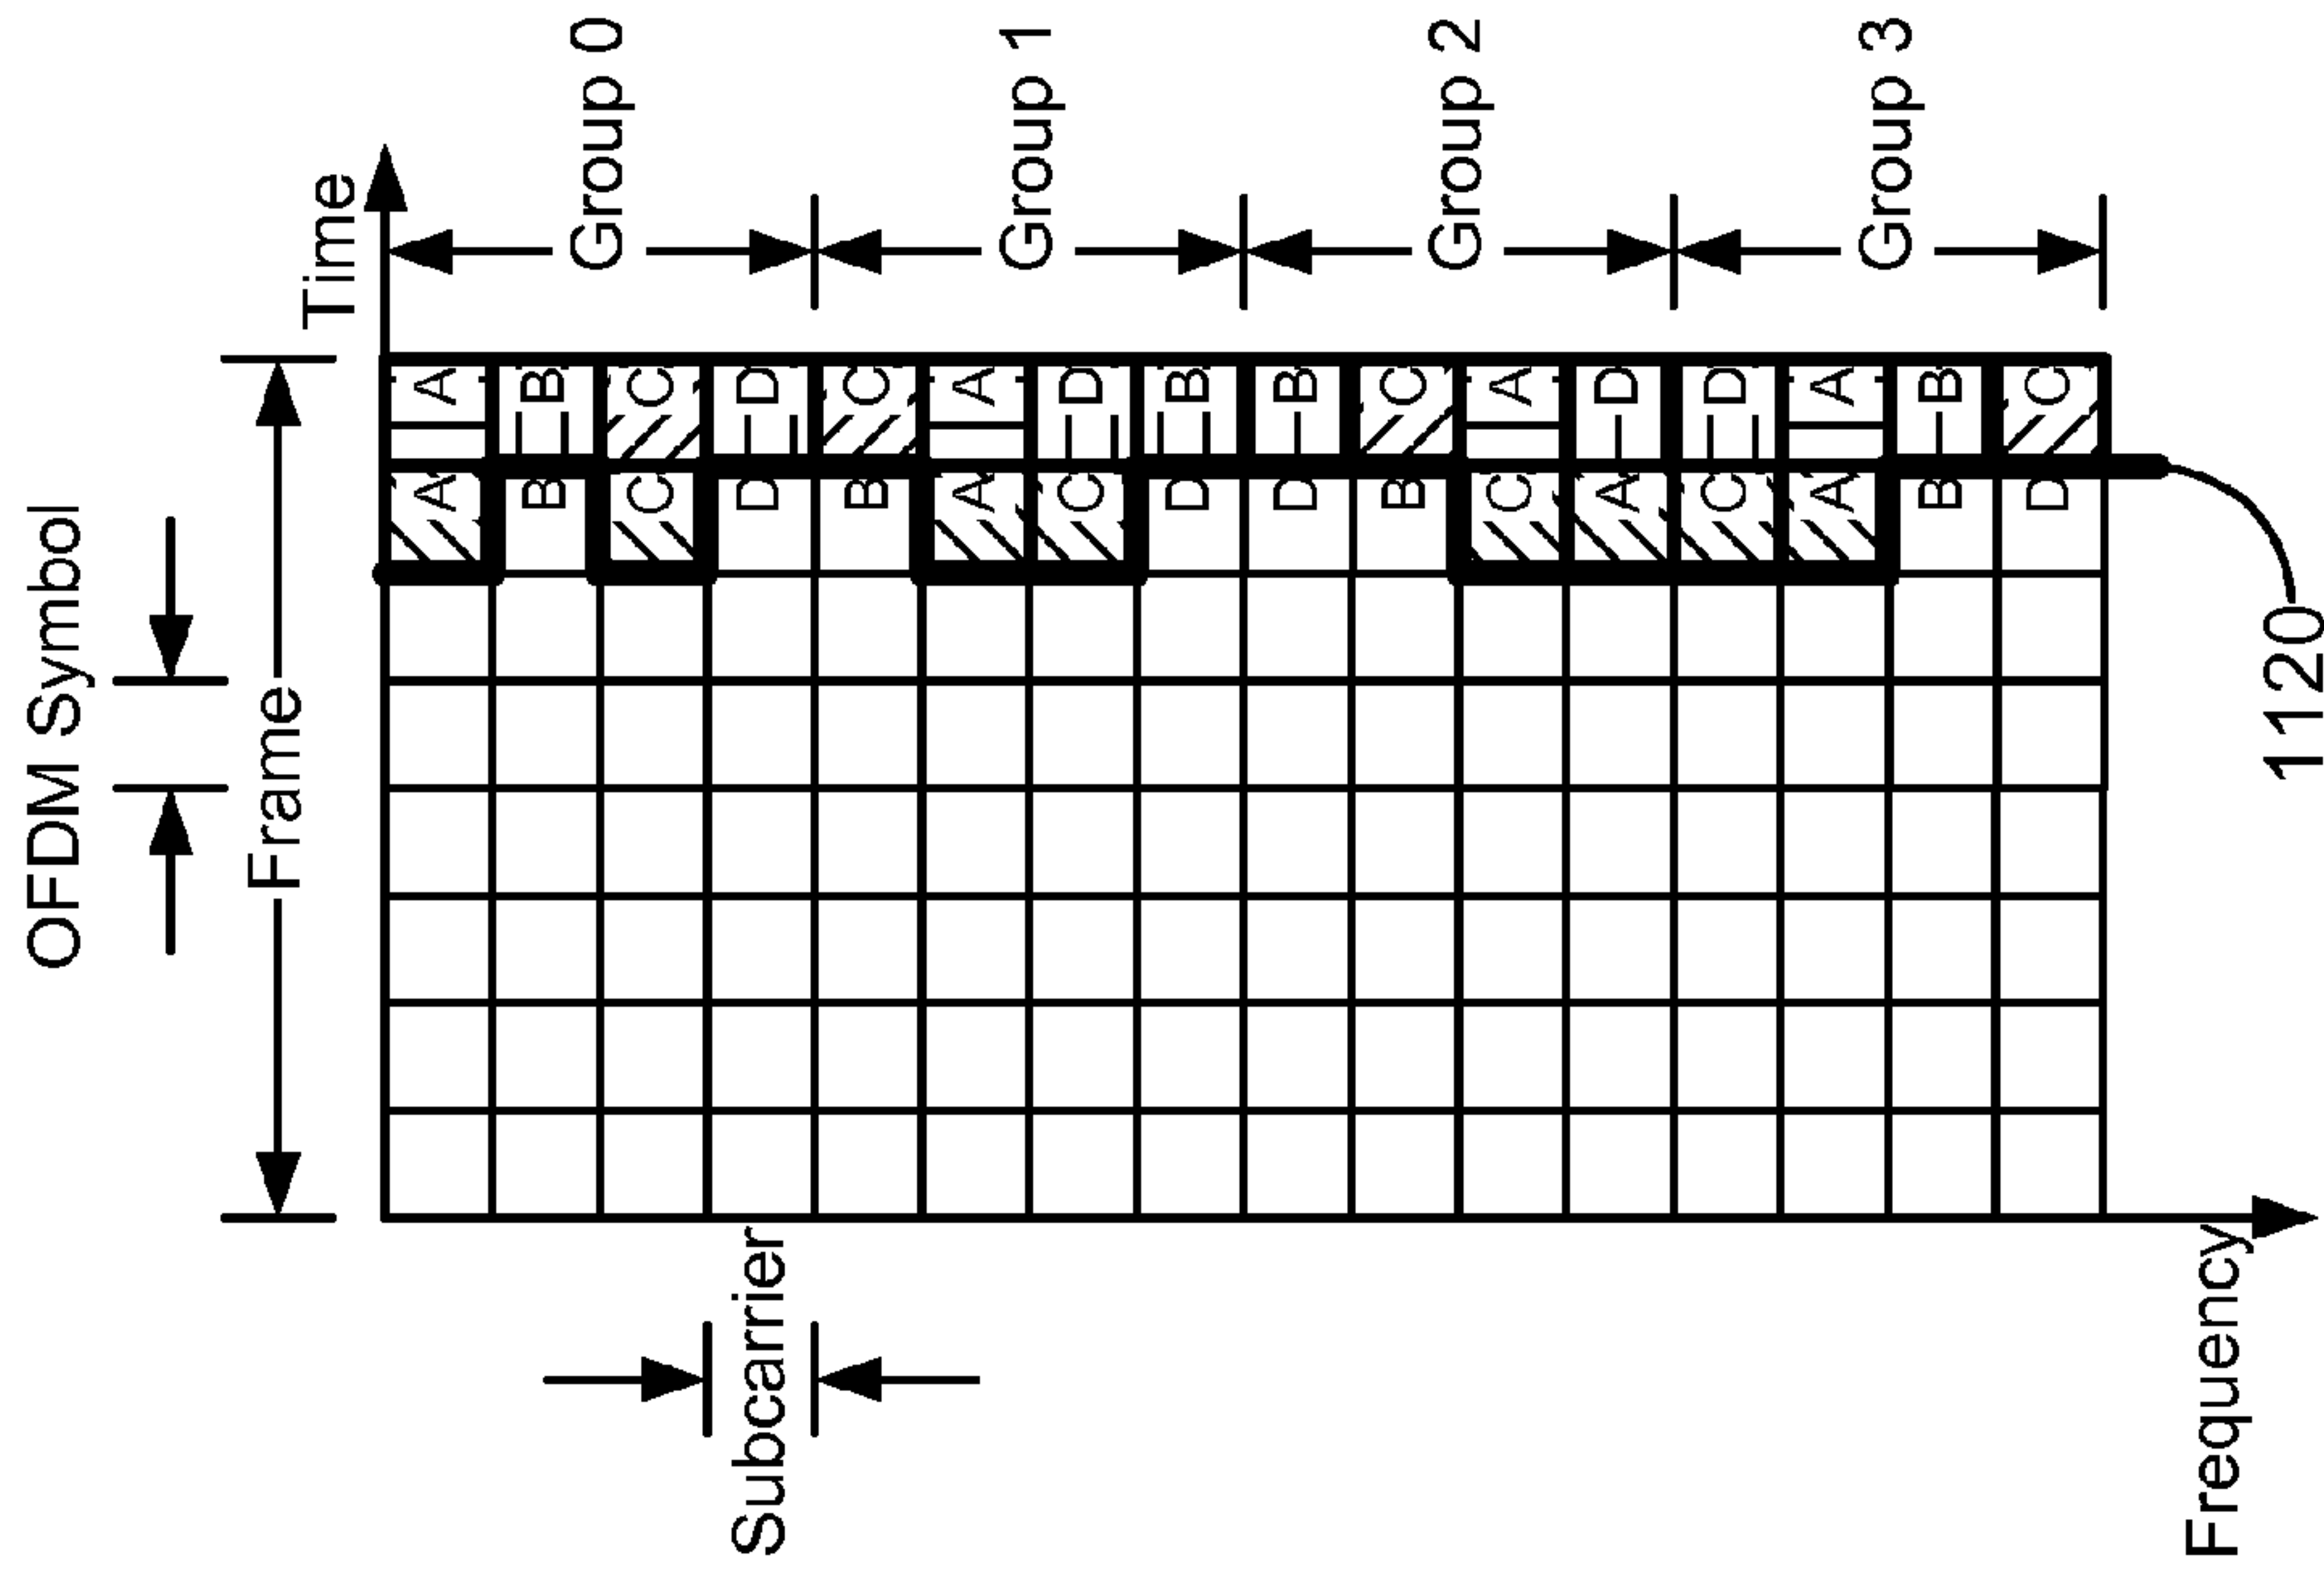 OFDM Symbol
Frame
Time
A A
B B
Group 0
C C
Subcarrier
D D
B C
A A
Group 1
C D
D B
D B
B C
Group 2
C A
A D
C D
A A
Group 3
B B
D C
Frequency
1120